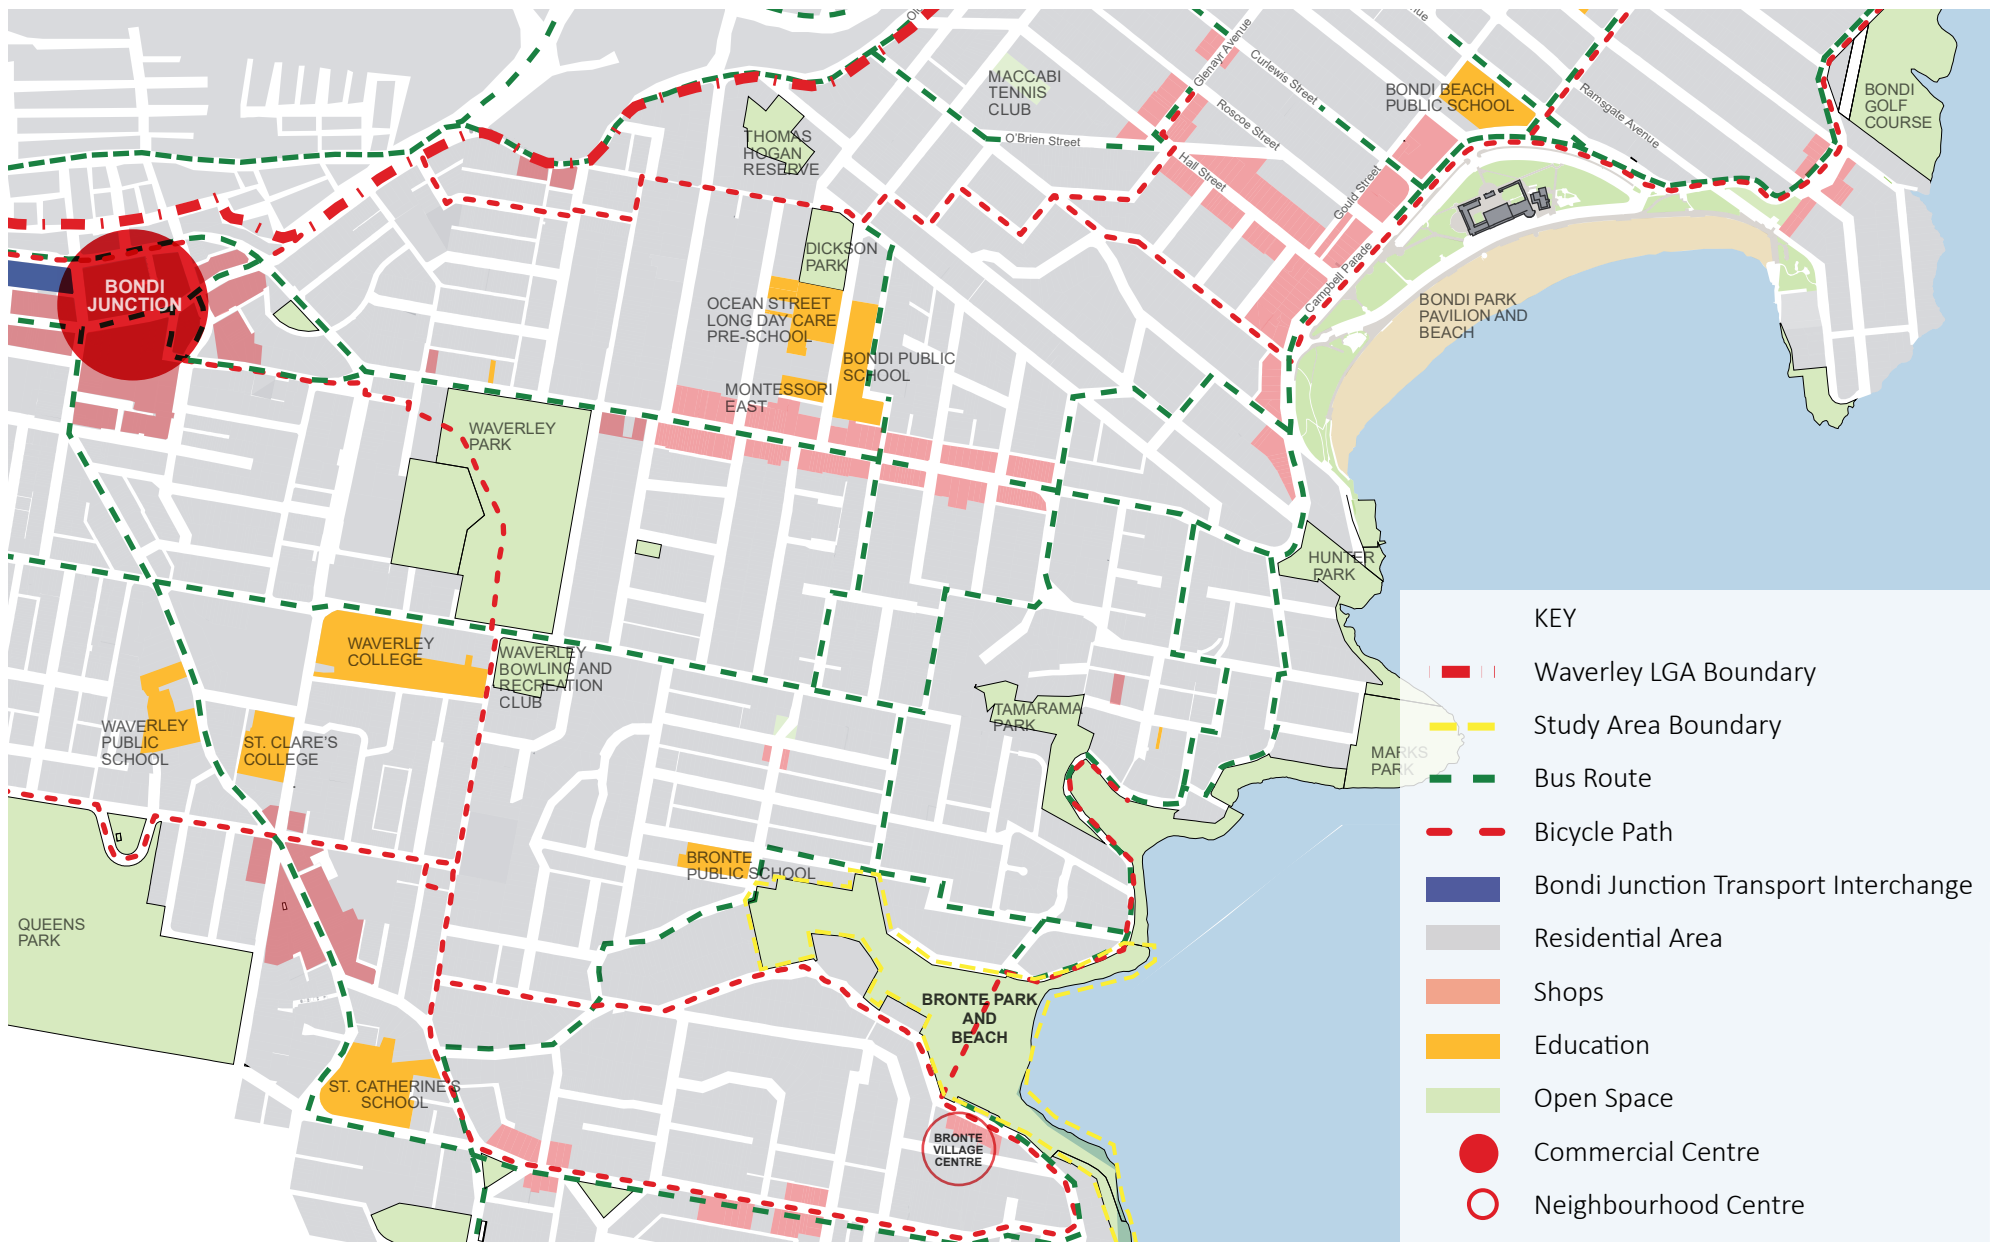 Glenayr Avenue
Curlewis Street
Roscoe Street
O'Brien Street
Hall Street
Gould Street
Campbell Parade
Ramsgate Avenue
MACCABI
TENNIS
CLUB
BONDI BEACH
PUBLIC SCHOOL
BONDI
GOLF
COURSE
THOMAS
HOGAN
RESERVE
DICKSON
PARK
BONDI
JUNCTION
OCEAN STREET
LONG DAY CARE
PRE-SCHOOL
BONDI PARK
PAVILION AND
BEACH
BONDI PUBLIC
SCHOOL
MONTESSORI
EAST
WAVERLEY
PARK
HUNTER
PARK
WAVERLEY
COLLEGE
WAVERLEY
BOWLING AND
RECREATION
CLUB
TAMARAMA
PARK
WAVERLEY
PUBLIC
SCHOOL
ST. CLARE'S
COLLEGE
MARKS
PARK
BRONTE
PUBLIC SCHOOL
QUEENS
PARK
BRONTE PARK
AND
BEACH
ST. CATHERINE'S
SCHOOL
BRONTE
VILLAGE
CENTRE
KEY
Waverley LGA Boundary
Study Area Boundary
Bus Route
Bicycle Path
Bondi Junction Transport Interchange
Residential Area
Shops
Education
Open Space
Commercial Centre
Neighbourhood Centre